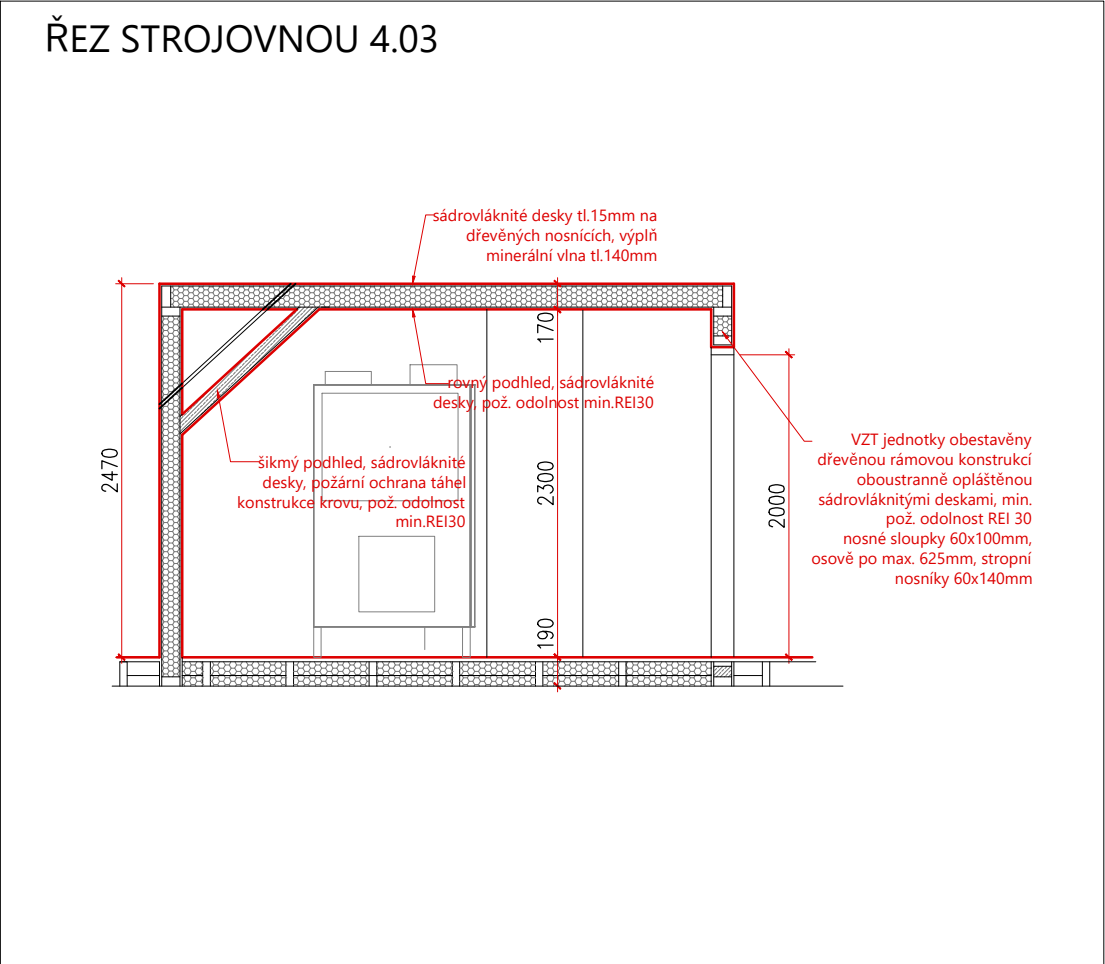 ŘEZ STROJOVNOU 4.03
sádrovláknité desky tl.15mm na
dřevěných nosnících, výplň
minerální vlna tl.140mm
170
rovný podhled, sádrovláknité
desky, pož. odolnost min.REI30
šikmý podhled, sádrovláknité
desky, požární ochrana táhel
konstrukce krovu, pož. odolnost
min.REI30
2470
2300
2000
190
VZT jednotky obestavěny
dřevěnou rámovou konstrukcí
oboustranně opláštěnou
sádrovláknitými deskami, min.
pož. odolnost REI 30
nosné sloupky 60x100mm,
osově po max. 625mm, stropní
nosníky 60x140mm